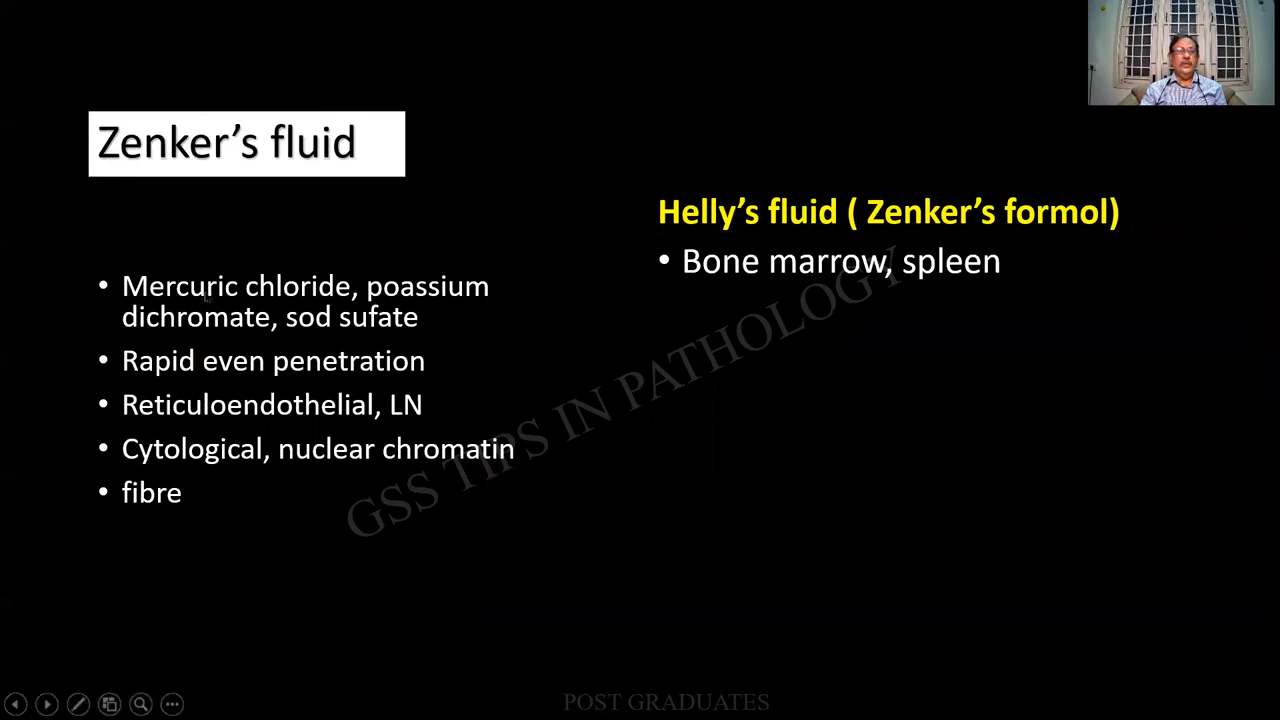 Zenker’s fluid
• Mercuric chloride, poassium
dichromate, sod sufate
• Rapid even penetration
• Reticuloendothelial, LN
• Cytological, nuclear chromatin
• fibre
Helly’s fluid ( Zenker’s formol)
• Bone marrow, spleen
GSS TIPS IN PATHOLOGY
POST GRADUATES